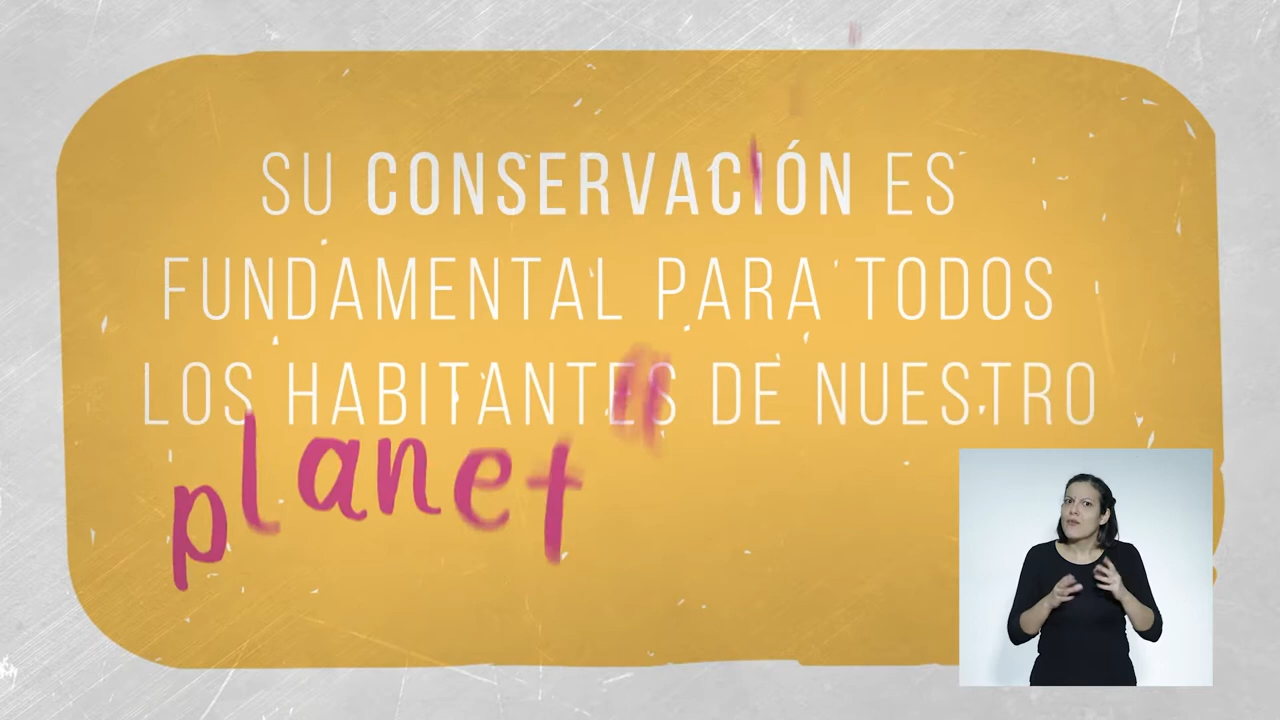 SU CONSERVACIÓN ES
FUNDAMENTAL PARA TODOS
LOS HABITANTES DE NUESTRO
planet